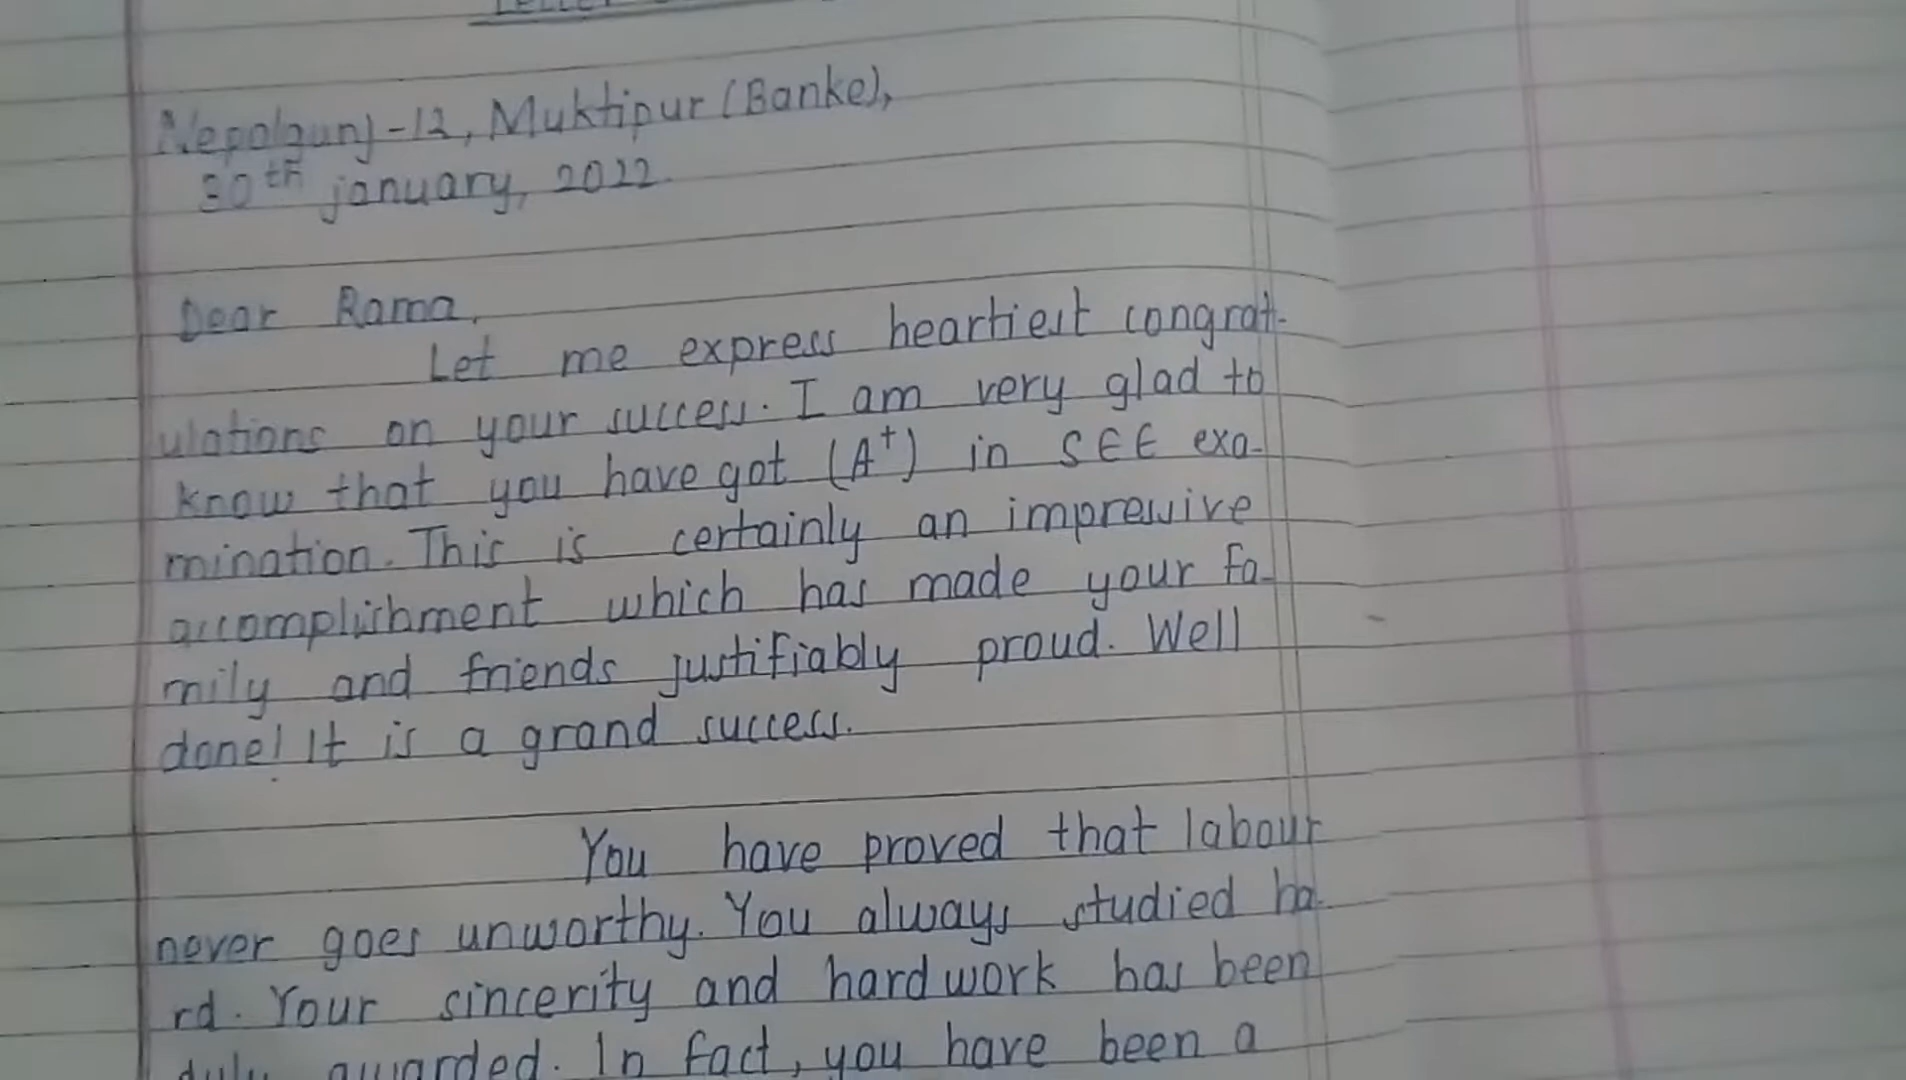 Letter
Nepalgunj-12, Muktipur (Banke),
30th january, 2022.
Dear Rama,
Let me express heartiest congrat-
ulations on your success. I am very glad to
know that you have got (A+) in SEE exa-
mination. This is certainly an impressive
accomplishment which has made your fa-
mily and friends justifiably proud. Well
done! It is a grand success.
You have proved that labour
never goes unworthy. You always studied ha-
rd. Your sincerity and hard work has been
duly awarded. In fact, you have been a